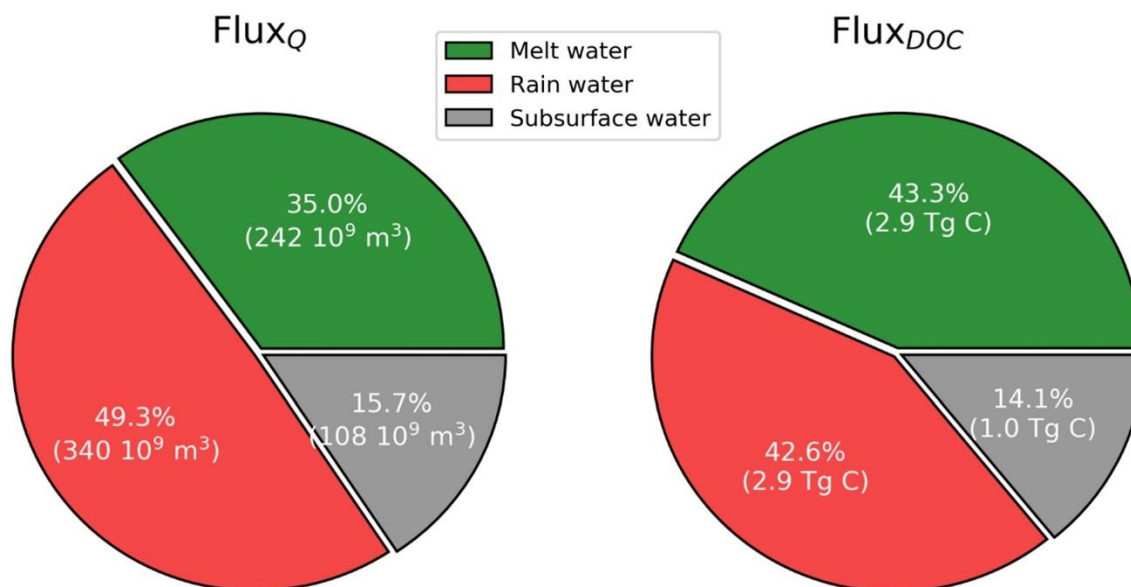 Flux_Q
Melt water
Rain water
Subsurface water
Flux_DOC
35.0%
(242 10⁹ m³)
49.3%
(340 10⁹ m³)
15.7%
(108 10⁹ m³)
43.3%
(2.9 Tg C)
42.6%
(2.9 Tg C)
14.1%
(1.0 Tg C)